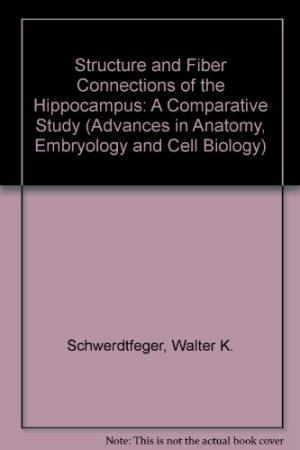 Structure and Fiber
Connections of the
Hippocampus: A Comparative
Study (Advances in Anatomy,
Embryology and Cell Biology)
Schwerdtfeger, Walter K.
Note: This is not the actual book cover